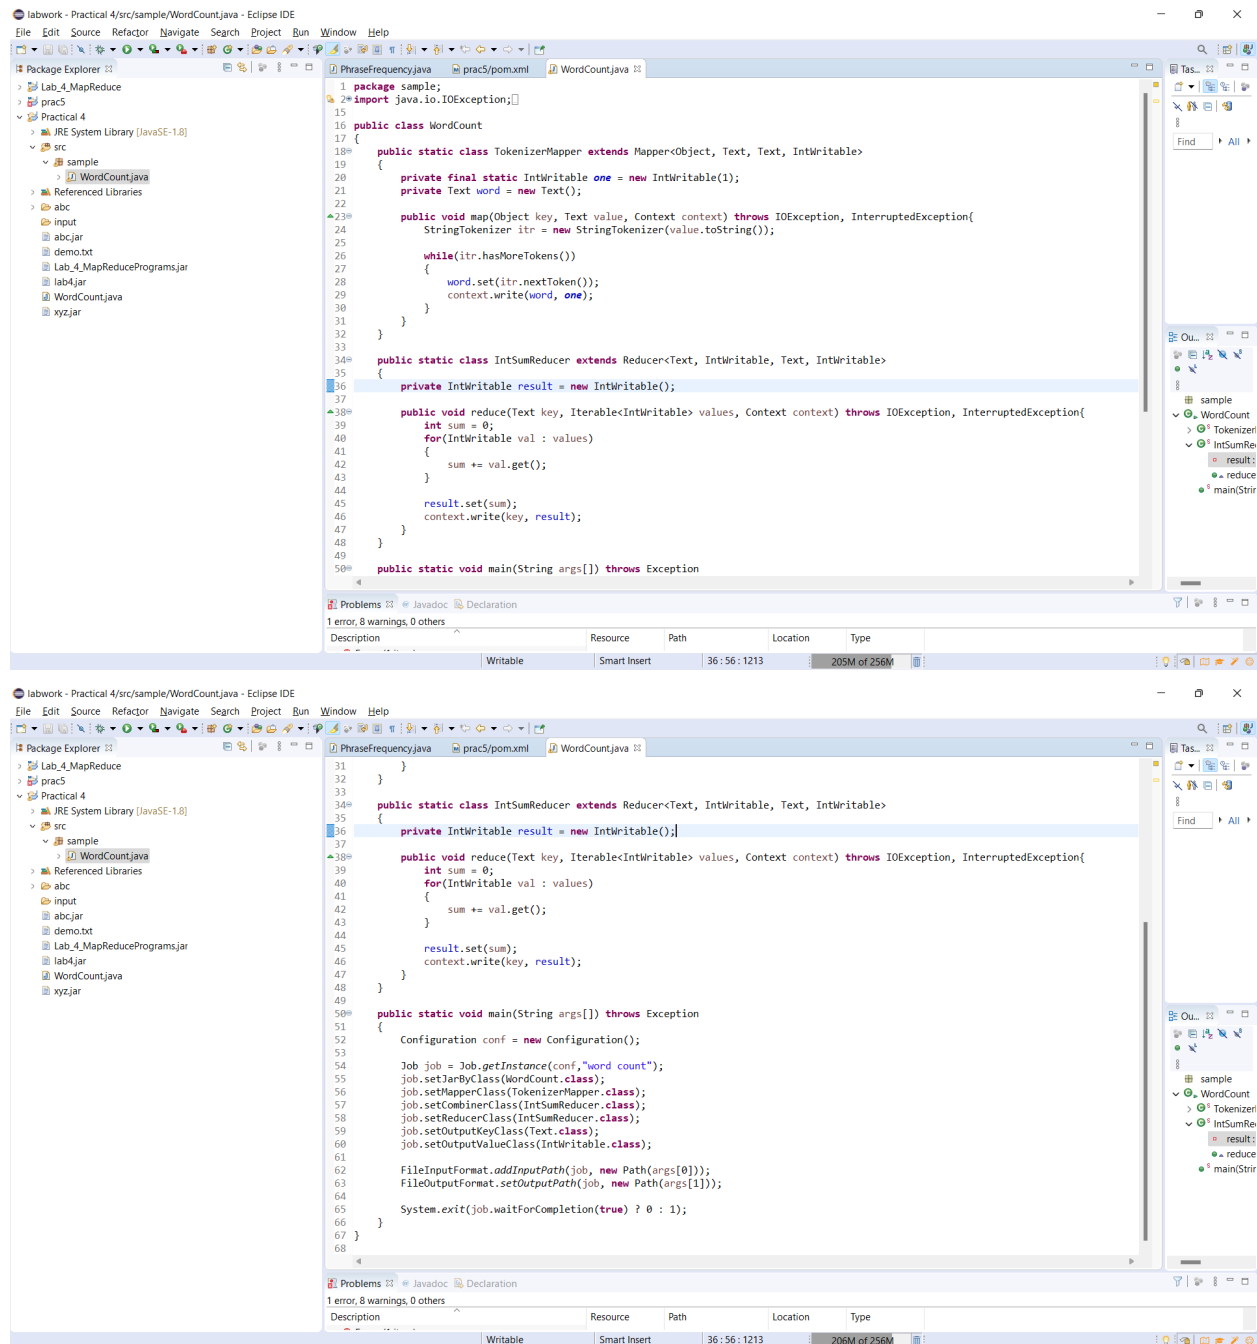 labwork - Practical 4/src/sample/WordCount.java - Eclipse IDE
File Edit Source Refactor Navigate Search Project Run Window Help
Package Explorer
Lab_4_MapReduce
prac5
Practical 4
JRE System Library [JavaSE-1.8]
src
sample
WordCount.java
Referenced Libraries
abc
input
abc.jar
demo.txt
Lab_4_MapReducePrograms.jar
lab4.jar
WordCount.java
xyz.jar
PhraseFrequency.java prac5/pom.xml WordCount.java
1 package sample;
2 import java.io.IOException;
15
16 public class WordCount
17 {
18 public static class TokenizerMapper extends Mapper<Object, Text, Text, IntWritable>
19 {
20 private final static IntWritable one = new IntWritable(1);
21 private Text word = new Text();
22
23 public void map(Object key, Text value, Context context) throws IOException, InterruptedException{
24 StringTokenizer itr = new StringTokenizer(value.toString());
25
26 while(itr.hasMoreTokens())
27 {
28 word.set(itr.nextToken());
29 context.write(word, one);
30 }
31 }
32 }
33
34 public static class IntSumReducer extends Reducer<Text, IntWritable, Text, IntWritable>
35 {
36 private IntWritable result = new IntWritable();
37
38 public void reduce(Text key, Iterable<IntWritable> values, Context context) throws IOException, InterruptedException{
39 int sum = 0;
40 for(IntWritable val : values)
41 {
42 sum += val.get();
43 }
44
45 result.set(sum);
46 context.write(key, result);
47 }
48 }
49
50 public static void main(String args[]) throws Exception
Tas...
Find All
Ou...
sample
WordCount
Tokenizer
IntSumRe
result :
reduce
main(Strin
Problems Javadoc Declaration
1 error, 8 warnings, 0 others
Description Resource Path Location Type
Writable Smart Insert 36 : 56 : 1213 205M of 256M
labwork - Practical 4/src/sample/WordCount.java - Eclipse IDE
File Edit Source Refactor Navigate Search Project Run Window Help
Package Explorer
Lab_4_MapReduce
prac5
Practical 4
JRE System Library [JavaSE-1.8]
src
sample
WordCount.java
Referenced Libraries
abc
input
abc.jar
demo.txt
Lab_4_MapReducePrograms.jar
lab4.jar
WordCount.java
xyz.jar
PhraseFrequency.java prac5/pom.xml WordCount.java
31 }
32 }
33
34 public static class IntSumReducer extends Reducer<Text, IntWritable, Text, IntWritable>
35 {
36 private IntWritable result = new IntWritable();
37
38 public void reduce(Text key, Iterable<IntWritable> values, Context context) throws IOException, InterruptedException{
39 int sum = 0;
40 for(IntWritable val : values)
41 {
42 sum += val.get();
43 }
44
45 result.set(sum);
46 context.write(key, result);
47 }
48 }
49
50 public static void main(String args[]) throws Exception
51 {
52 Configuration conf = new Configuration();
53
54 Job job = Job.getInstance(conf,"word count");
55 job.setJarByClass(WordCount.class);
56 job.setMapperClass(TokenizerMapper.class);
57 job.setCombinerClass(IntSumReducer.class);
58 job.setReducerClass(IntSumReducer.class);
59 job.setOutputKeyClass(Text.class);
60 job.setOutputValueClass(IntWritable.class);
61
62 FileInputFormat.addInputPath(job, new Path(args[0]));
63 FileOutputFormat.setOutputPath(job, new Path(args[1]));
64
65 System.exit(job.waitForCompletion(true) ? 0 : 1);
66 }
67 }
68
Tas...
Find All
Ou...
sample
WordCount
Tokenizer
IntSumRe
result :
reduce
main(Strin
Problems Javadoc Declaration
1 error, 8 warnings, 0 others
Description Resource Path Location Type
Writable Smart Insert 36 : 56 : 1213 206M of 256M